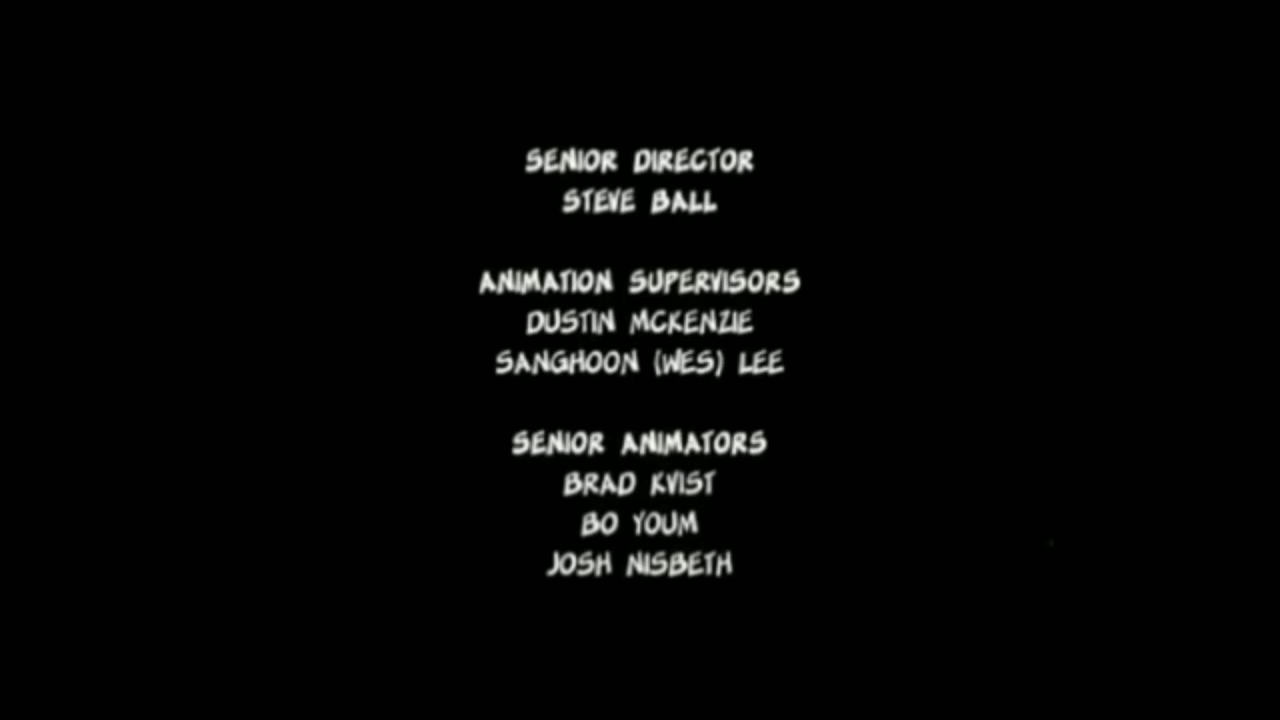 SENIOR DIRECTOR
STEVE BALL
ANIMATION SUPERVISORS
DUSTIN MCKENZIE
SANGHOON (WES) LEE
SENIOR ANIMATORS
BRAD KVIST
BO YOUM
JOSH NISBETH